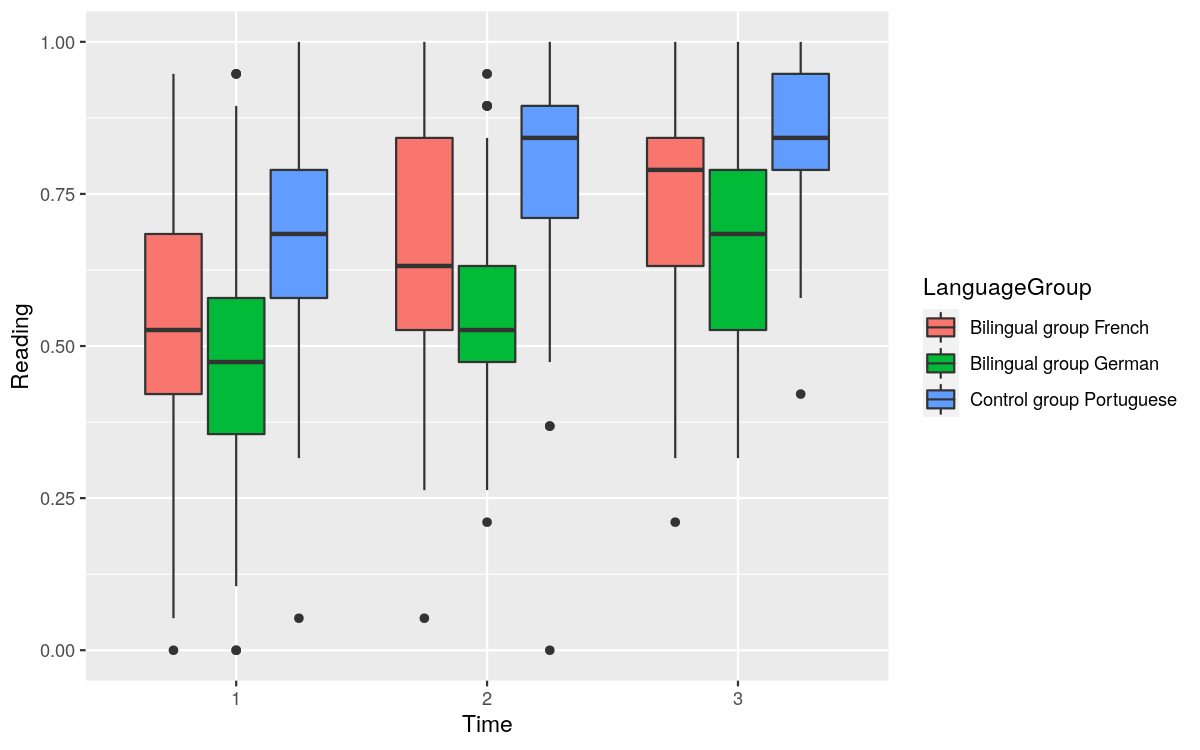 1.00
0.75
0.50
0.25
0.00
Reading
1
2
3
Time
LanguageGroup
Bilingual group French
Bilingual group German
Control group Portuguese